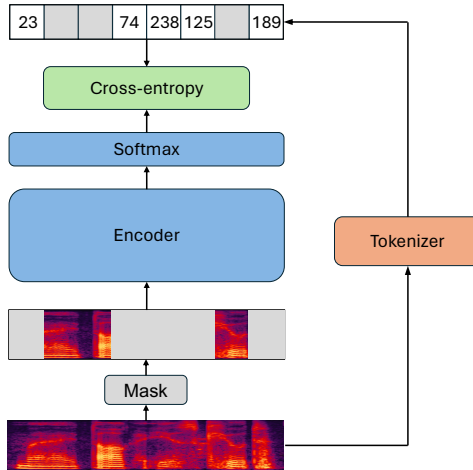 23 74 238 125 189
Cross-entropy
Softmax
Encoder
Tokenizer
Mask